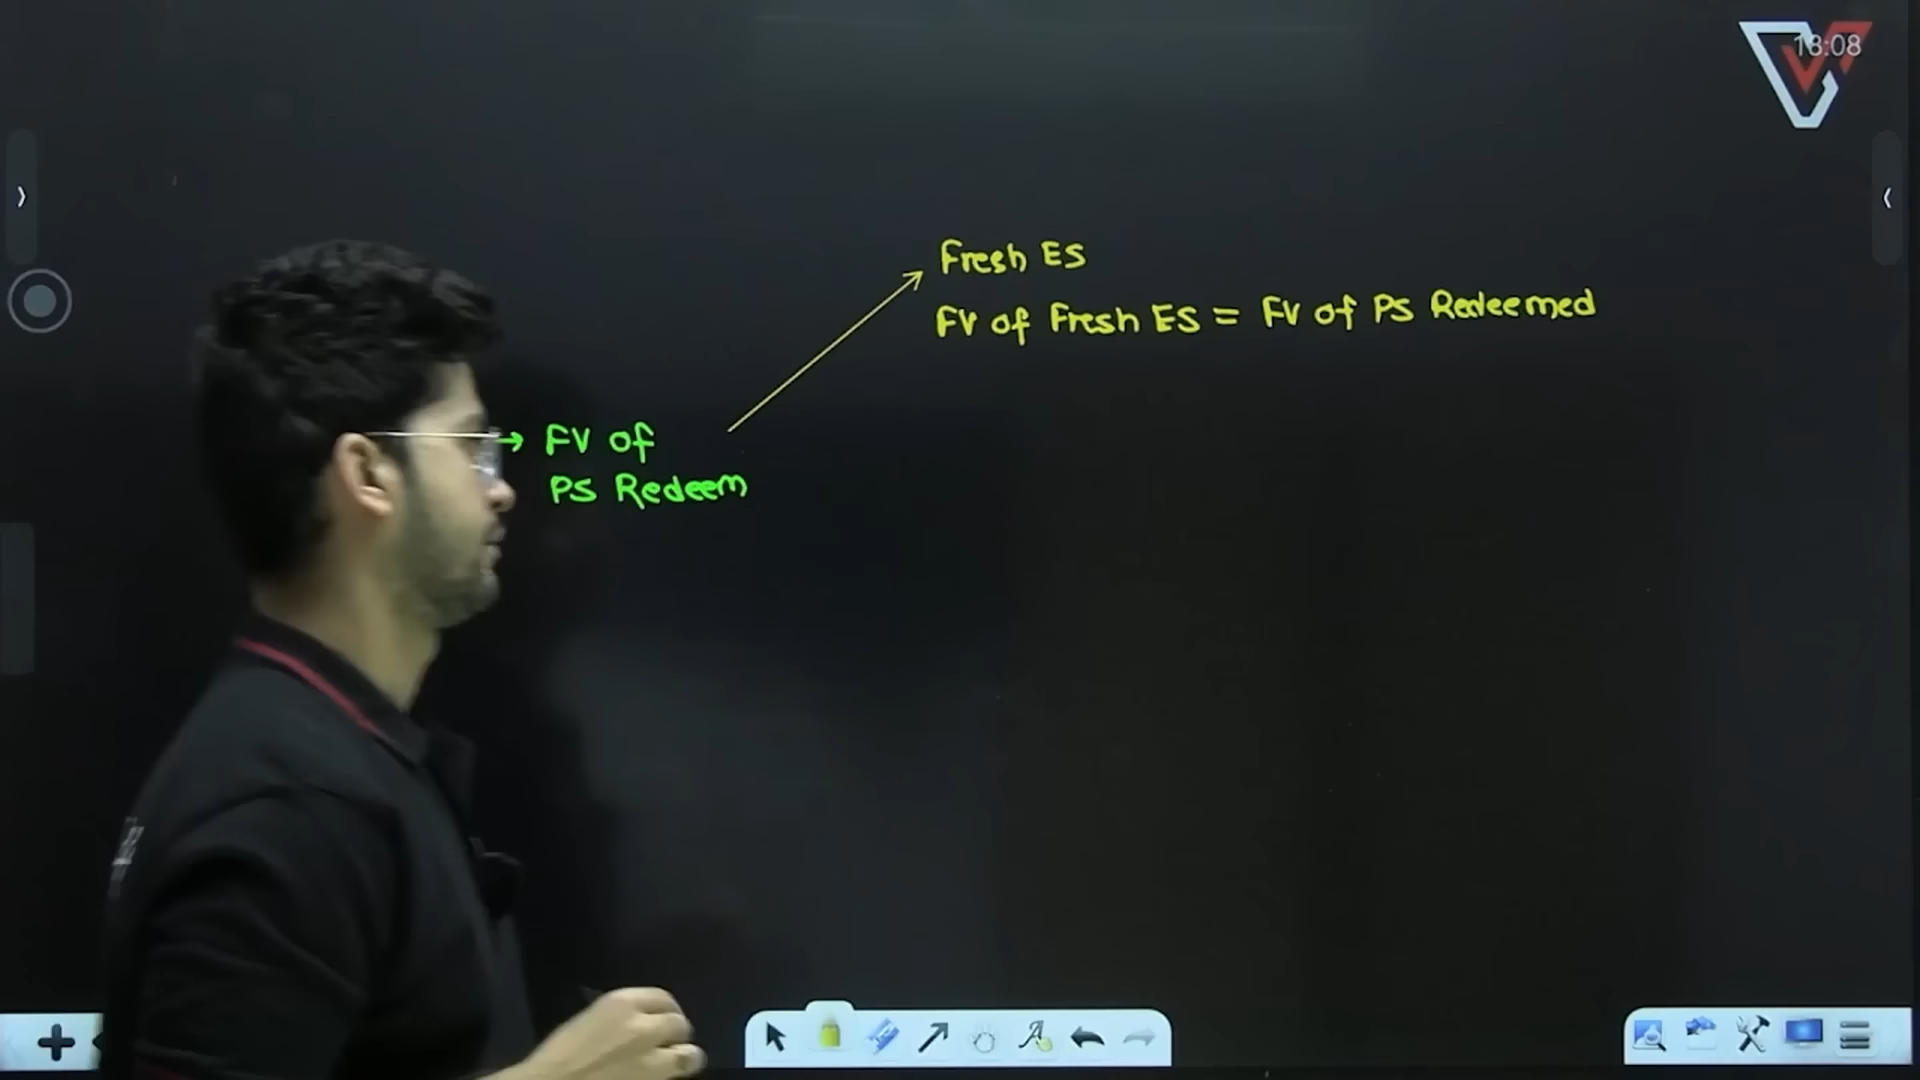 18:08
Fresh ES
FV of Fresh ES = FV of PS Redeemed
→ FV of
PS Redeem